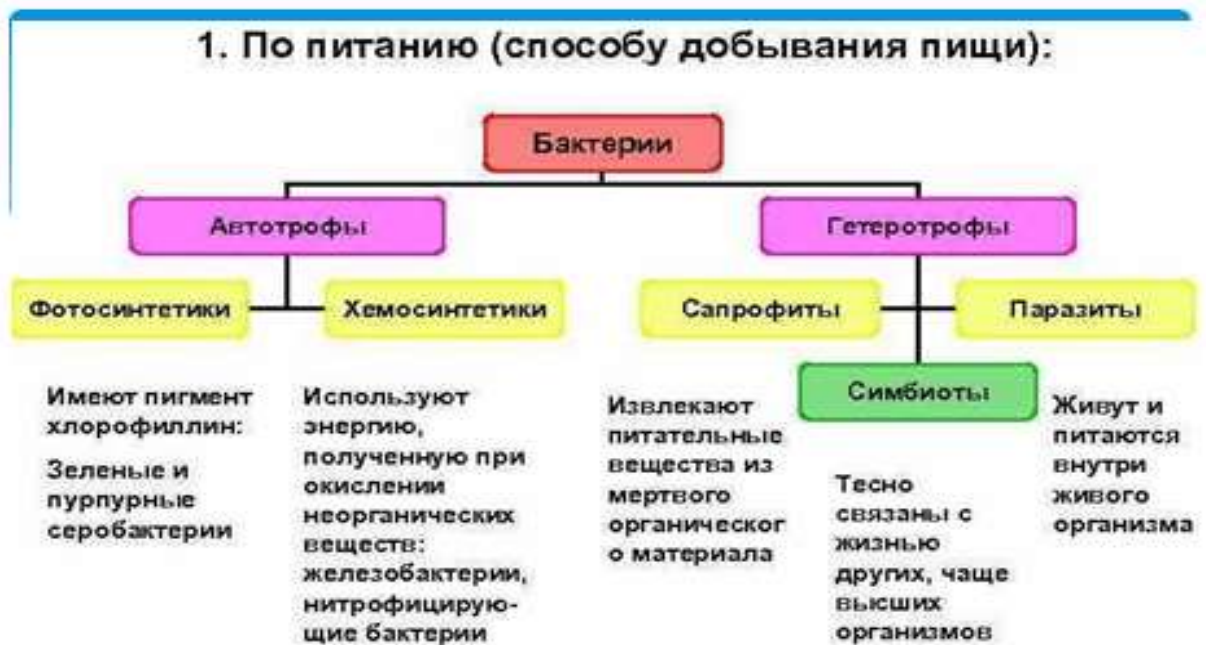 1. По питанию (способу добывания пищи):
Бактерии
Автотрофы
Гетеротрофы
Фотосинтетики
Хемосинтетики
Сапрофиты
Паразиты
Симбиоты
Имеют пигмент
хлорофиллин:
Зеленые и
пурпурные
серобактерии
Используют
энергию,
полученную при
окислении
неорганических
веществ:
железобактерии,
нитрофицирую-
щие бактерии
Извлекают
питательные
вещества из
мертвого
органическог
о материала
Тесно
связаны с
жизнью
других, чаще
высших
организмов
Живут и
питаются
внутри
живого
организма